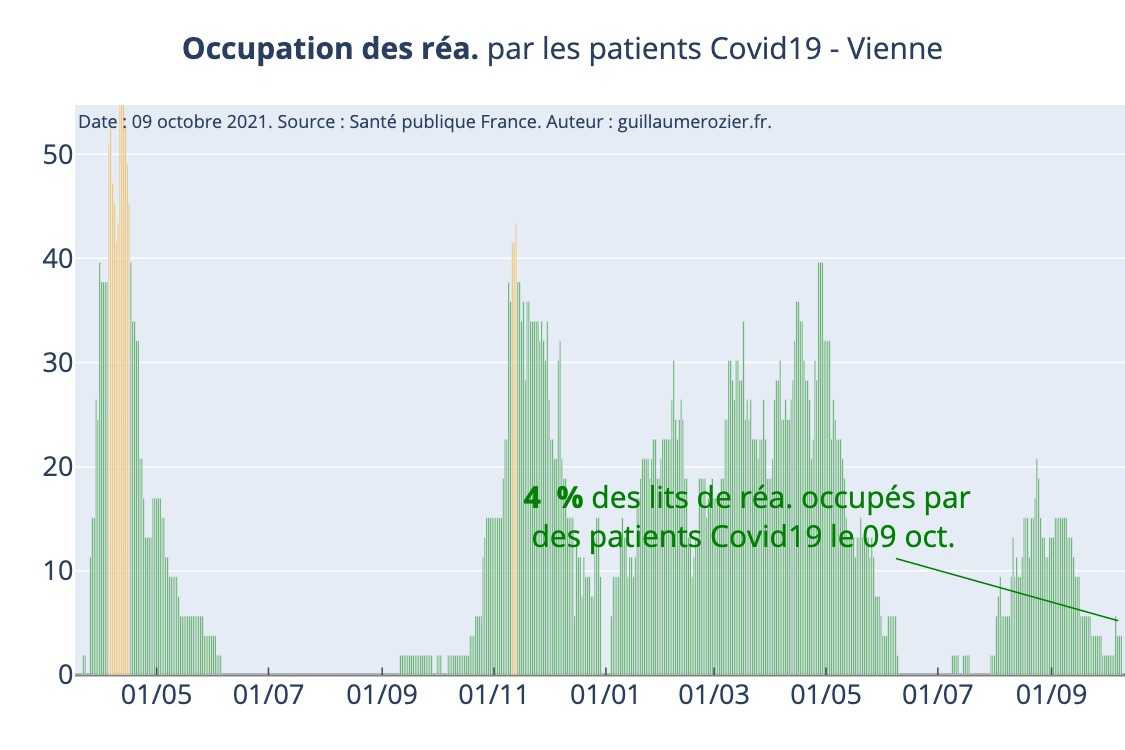 Occupation des réa. par les patients Covid19 - Vienne
Date : 09 octobre 2021. Source : Santé publique France. Auteur : guillaumerozier.fr.
50
40
30
20
10
0
4 % des lits de réa. occupés par
des patients Covid19 le 09 oct.
01/05 01/07 01/09 01/11 01/01 01/03 01/05 01/07 01/09